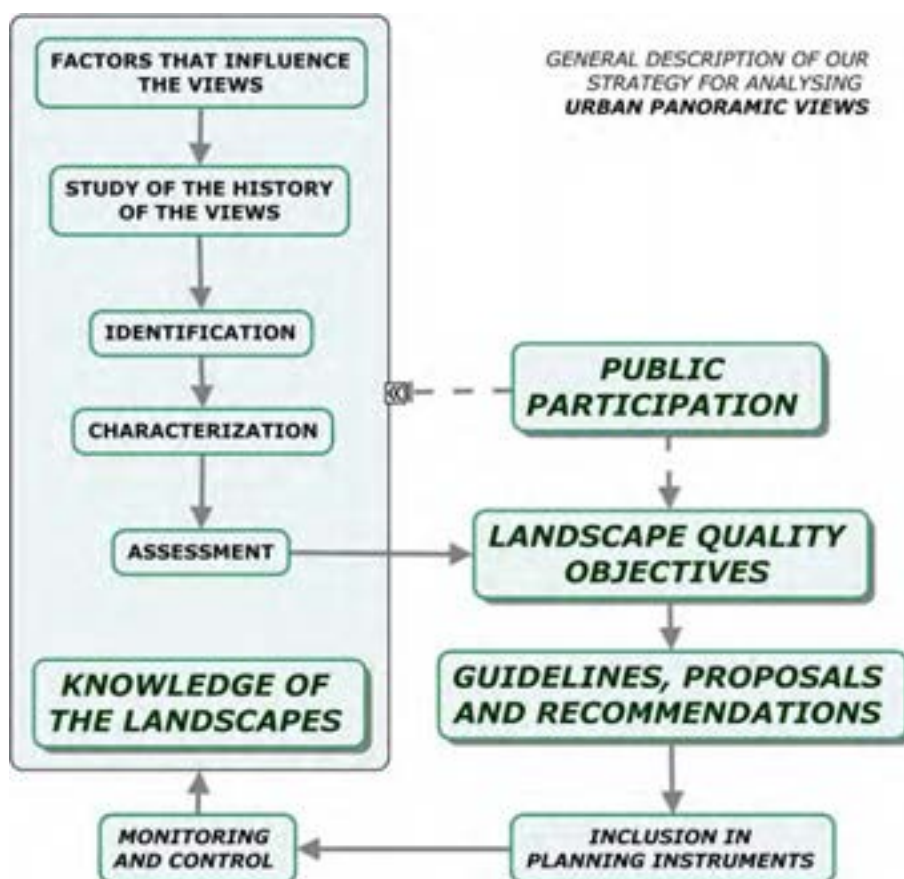 FACTORS THAT INFLUENCE
THE VIEWS
GENERAL DESCRIPTION OF OUR
STRATEGY FOR ANALYSING
URBAN PANORAMIC VIEWS
STUDY OF THE HISTORY
OF THE VIEWS
IDENTIFICATION
CHARACTERIZATION
ASSESSMENT
KNOWLEDGE OF
THE LANDSCAPES
PUBLIC
PARTICIPATION
LANDSCAPE QUALITY
OBJECTIVES
GUIDELINES, PROPOSALS
AND RECOMMENDATIONS
INCLUSION IN
PLANNING INSTRUMENTS
MONITORING
AND CONTROL